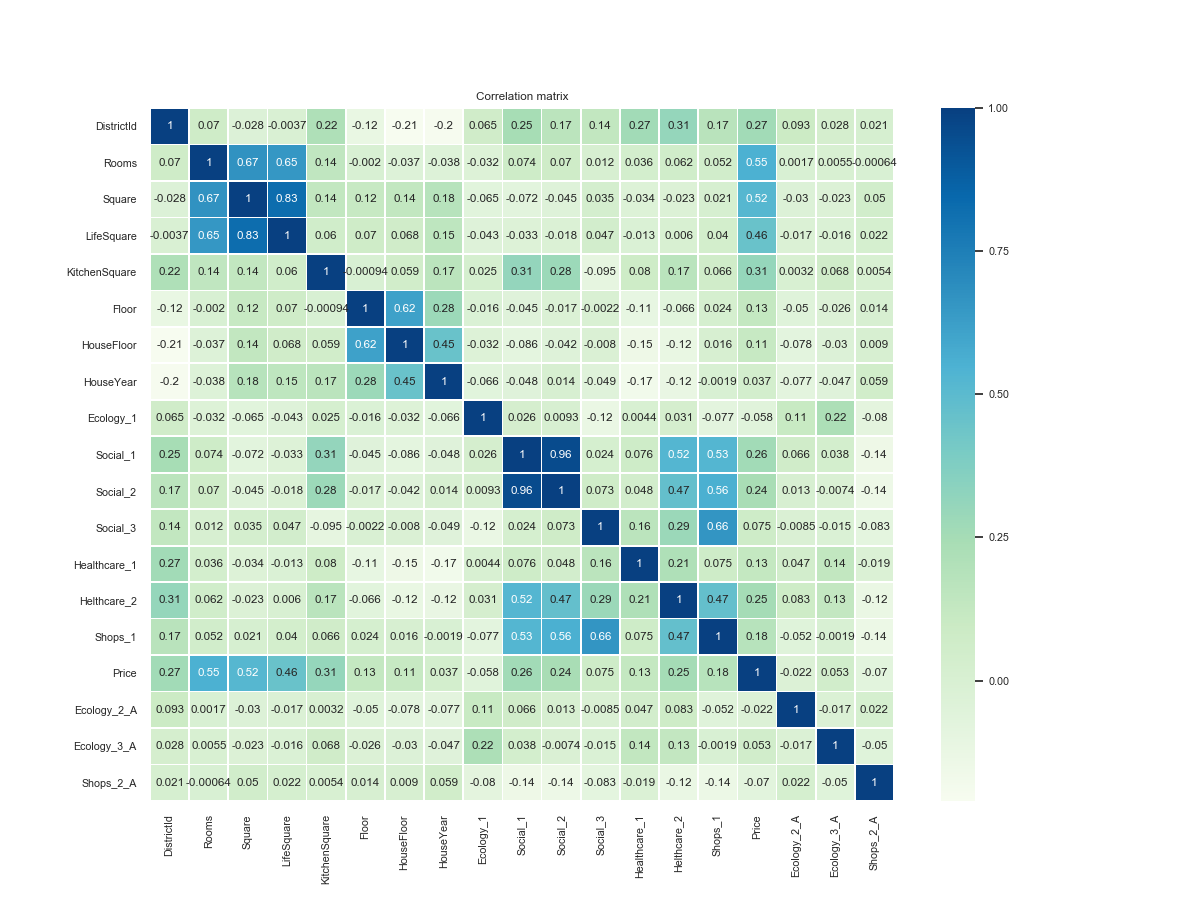 Correlation matrix
DistrictId 1 0.07 -0.028 -0.0037 0.22 -0.12 -0.21 -0.2 0.065 0.25 0.17 0.14 0.27 0.31 0.17 0.27 0.093 0.028 0.021
Rooms 0.07 1 0.67 0.65 0.14 -0.002 -0.037 -0.038 -0.032 0.074 0.07 0.012 0.036 0.062 0.052 0.55 0.0017 0.0055 -0.00064
Square -0.028 0.67 1 0.83 0.14 0.12 0.14 0.18 -0.065 -0.072 -0.045 0.035 -0.034 -0.023 0.021 0.52 -0.03 -0.023 0.05
LifeSquare -0.0037 0.65 0.83 1 0.06 0.07 0.068 0.15 -0.043 -0.033 -0.018 0.047 -0.013 0.006 0.04 0.46 -0.017 -0.016 0.022
KitchenSquare 0.22 0.14 0.14 0.06 1 -0.00094 0.059 0.17 0.025 0.31 0.28 -0.095 0.08 0.17 0.066 0.31 0.0032 0.068 0.0054
Floor -0.12 -0.002 0.12 0.07 -0.00094 1 0.62 0.28 -0.016 -0.045 -0.017 -0.0022 -0.11 -0.066 0.024 0.13 -0.05 -0.026 0.014
HouseFloor -0.21 -0.037 0.14 0.068 0.059 0.62 1 0.45 -0.032 -0.086 -0.042 -0.008 -0.15 -0.12 0.016 0.11 -0.078 -0.03 0.009
HouseYear -0.2 -0.038 0.18 0.15 0.17 0.28 0.45 1 -0.066 -0.048 0.014 -0.049 -0.17 -0.12 -0.0019 0.037 -0.077 -0.047 0.059
Ecology_1 0.065 -0.032 -0.065 -0.043 0.025 -0.016 -0.032 -0.066 1 0.026 0.0093 -0.12 0.0044 0.031 -0.077 -0.058 0.11 0.22 -0.08
Social_1 0.25 0.074 -0.072 -0.033 0.31 -0.045 -0.086 -0.048 0.026 1 0.96 0.024 0.076 0.52 0.53 0.26 0.066 0.038 -0.14
Social_2 0.17 0.07 -0.045 -0.018 0.28 -0.017 -0.042 0.014 0.0093 0.96 1 0.073 0.048 0.47 0.56 0.24 0.013 -0.0074 -0.14
Social_3 0.14 0.012 0.035 0.047 -0.095 -0.0022 -0.008 -0.049 -0.12 0.024 0.073 1 0.16 0.29 0.66 0.075 -0.0085 -0.015 -0.083
Healthcare_1 0.27 0.036 -0.034 -0.013 0.08 -0.11 -0.15 -0.17 0.0044 0.076 0.048 0.16 1 0.21 0.075 0.13 0.047 0.14 -0.019
Helthcare_2 0.31 0.062 -0.023 0.006 0.17 -0.066 -0.12 -0.12 0.031 0.52 0.47 0.29 0.21 1 0.47 0.25 0.083 0.13 -0.12
Shops_1 0.17 0.052 0.021 0.04 0.066 0.024 0.016 -0.0019 -0.077 0.53 0.56 0.66 0.075 0.47 1 0.18 -0.052 -0.0019 -0.14
Price 0.27 0.55 0.52 0.46 0.31 0.13 0.11 0.037 -0.058 0.26 0.24 0.075 0.13 0.25 0.18 1 -0.022 0.053 -0.07
Ecology_2_A 0.093 0.0017 -0.03 -0.017 0.0032 -0.05 -0.078 -0.077 0.11 0.066 0.013 -0.0085 0.047 0.083 -0.052 -0.022 1 -0.017 0.022
Ecology_3_A 0.028 0.0055 -0.023 -0.016 0.068 -0.026 -0.03 -0.047 0.22 0.038 -0.0074 -0.015 0.14 0.13 -0.0019 0.053 -0.017 1 -0.05
Shops_2_A 0.021 -0.00064 0.05 0.022 0.0054 0.014 0.009 0.059 -0.08 -0.14 -0.14 -0.083 -0.019 -0.12 -0.14 -0.07 0.022 -0.05 1
DistrictId Rooms Square LifeSquare KitchenSquare Floor HouseFloor HouseYear Ecology_1 Social_1 Social_2 Social_3 Healthcare_1 Helthcare_2 Shops_1 Price Ecology_2_A Ecology_3_A Shops_2_A
1.00
0.75
0.50
0.25
0.00